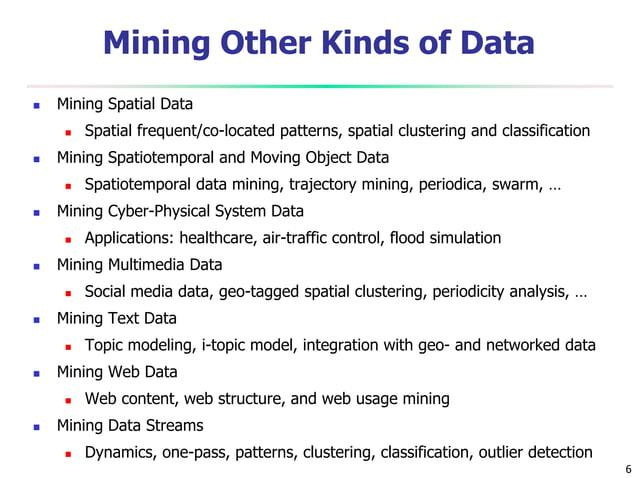 Mining Other Kinds of Data
Mining Spatial Data
Spatial frequent/co-located patterns, spatial clustering and classification
Mining Spatiotemporal and Moving Object Data
Spatiotemporal data mining, trajectory mining, periodica, swarm, …
Mining Cyber-Physical System Data
Applications: healthcare, air-traffic control, flood simulation
Mining Multimedia Data
Social media data, geo-tagged spatial clustering, periodicity analysis, …
Mining Text Data
Topic modeling, i-topic model, integration with geo- and networked data
Mining Web Data
Web content, web structure, and web usage mining
Mining Data Streams
Dynamics, one-pass, patterns, clustering, classification, outlier detection
6